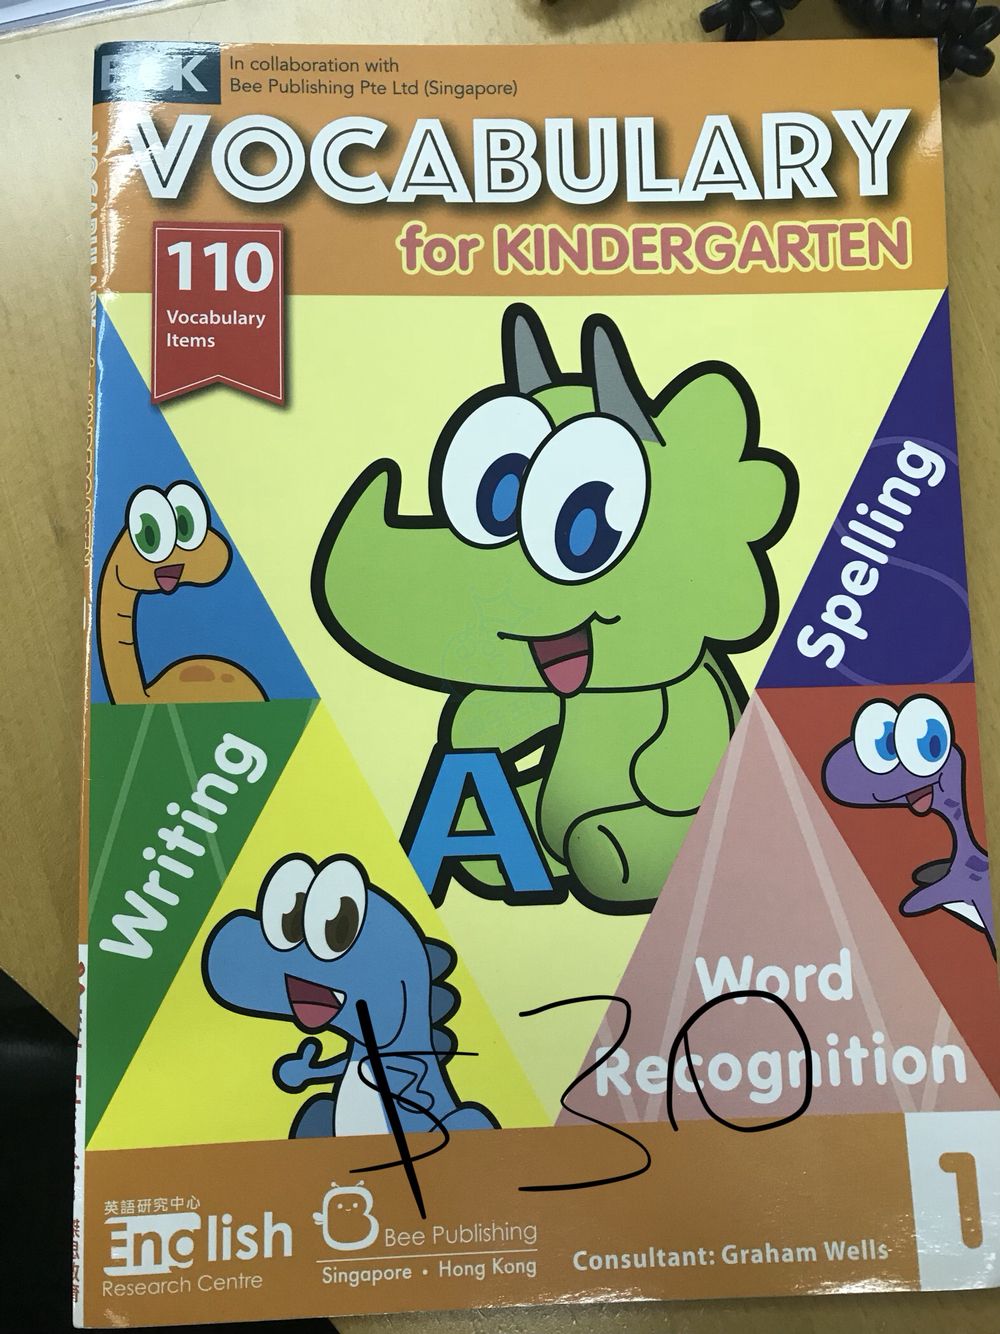 In collaboration with
Bee Publishing Pte Ltd (Singapore)
VOCABULARY
for KINDERGARTEN
110
Vocabulary
Items
Spelling
Writing
A
Word
Recognition
$30
英語研究中心
English
Research Centre
Bee Publishing
Singapore • Hong Kong
Consultant: Graham Wells
1